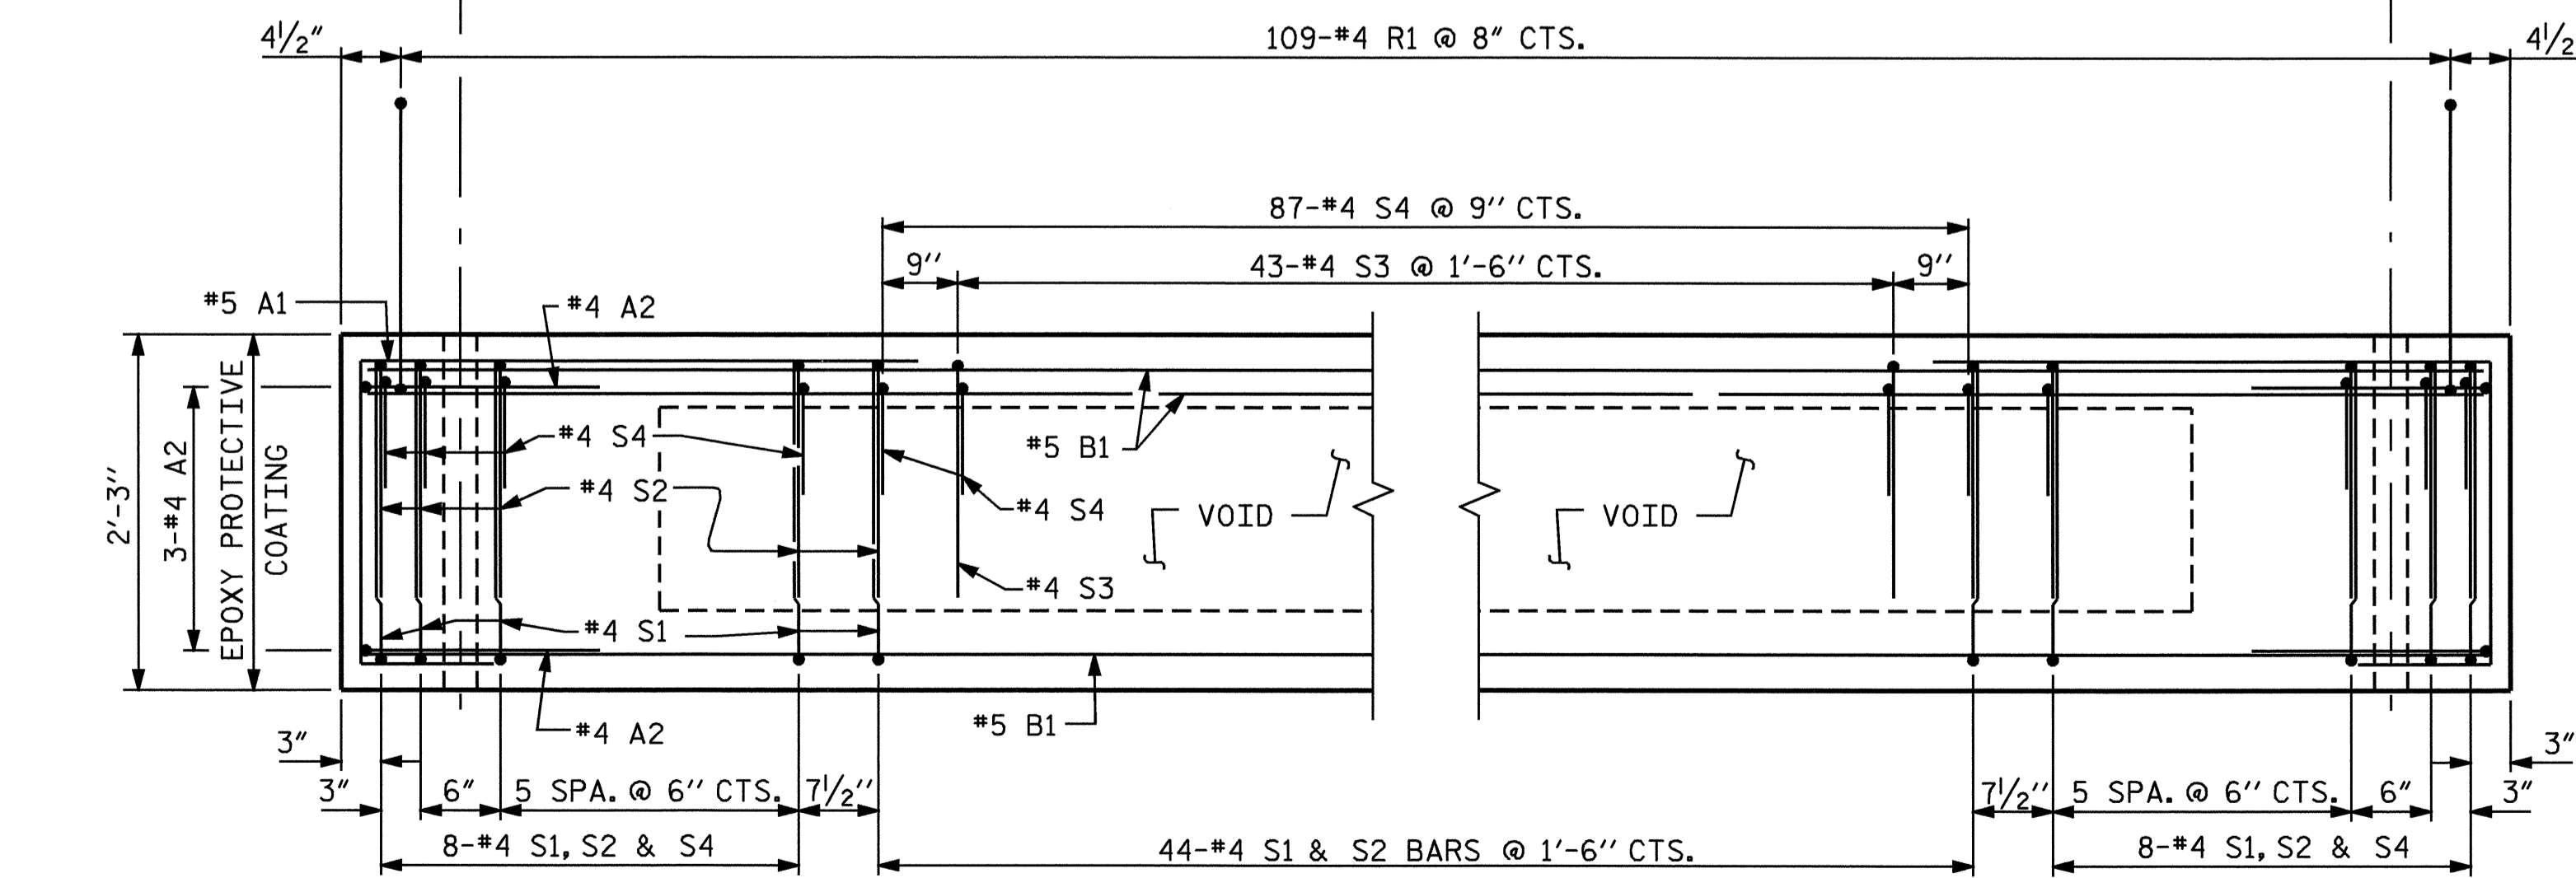 4½"
109-#4 R1 @ 8" CTS.
4½
87-#4 S4 @ 9" CTS.
9"
43-#4 S3 @ 1'-6" CTS.
9"
#5 A1
#4 A2
2'-3"
3-#4 A2
EPOXY PROTECTIVE
COATING
#4 S4
#5 B1
#4 S2
#4 S4
VOID
VOID
#4 S3
#4 S1
#4 A2
#5 B1
3"
3"
3"
6"
5 SPA. @ 6" CTS.
7½"
7½"
5 SPA. @ 6" CTS.
6"
3"
8-#4 S1, S2 & S4
44-#4 S1 & S2 BARS @ 1'-6" CTS.
8-#4 S1, S2 & S4